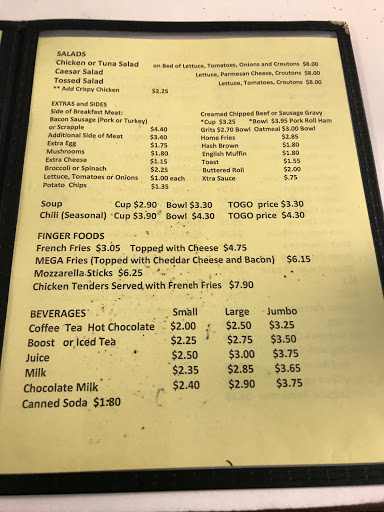 SALADS
Chicken or Tuna Salad on Bed of Lettuce, Tomatoes, Onions and Croutons $8.00
Caesar Salad Lettuce, Parmesan Cheese, Croutons $8.00
Tossed Salad Lettuce, Tomatoes, Croutons $8.00
** Add Crispy Chicken $2.25
EXTRAS and SIDES
Side of Breakfast Meat:
Bacon Sausage (Pork or Turkey)
or Scrapple $4.40
Additional Side of Meat $3.40
Extra Egg $1.75
Mushrooms $1.80
Extra Cheese $1.15
Broccoli or Spinach $2.25
Lettuce, Tomatoes or Onions $1.00 each
Potato Chips $1.35
Creamed Chipped Beef or Sausage Gravy
*Cup $3.25 *Bowl $3.95 Pork Roll Ham
Grits $2.70 Bowl Oatmeal $3.00 Bowl
Home Fries $2.85
Hash Brown $1.80
English Muffin $1.80
Toast $1.55
Buttered Roll $2.00
Xtra Sauce $.75
Soup Cup $2.90 Bowl $3.30 TOGO price $3.30
Chili (Seasonal) Cup $3.90 Bowl $4.30 TOGO price $4.30
FINGER FOODS
French Fries $3.05 Topped with Cheese $4.75
MEGA Fries (Topped with Cheddar Cheese and Bacon) $6.15
Mozzarella Sticks $6.25
Chicken Tenders Served with French Fries $7.90
BEVERAGES Small Large Jumbo
Coffee Tea Hot Chocolate $2.00 $2.50 $3.25
Boost or Iced Tea $2.25 $2.75 $3.50
Juice $2.50 $3.00 $3.75
Milk $2.35 $2.85 $3.65
Chocolate Milk $2.40 $2.90 $3.75
Canned Soda $1.80